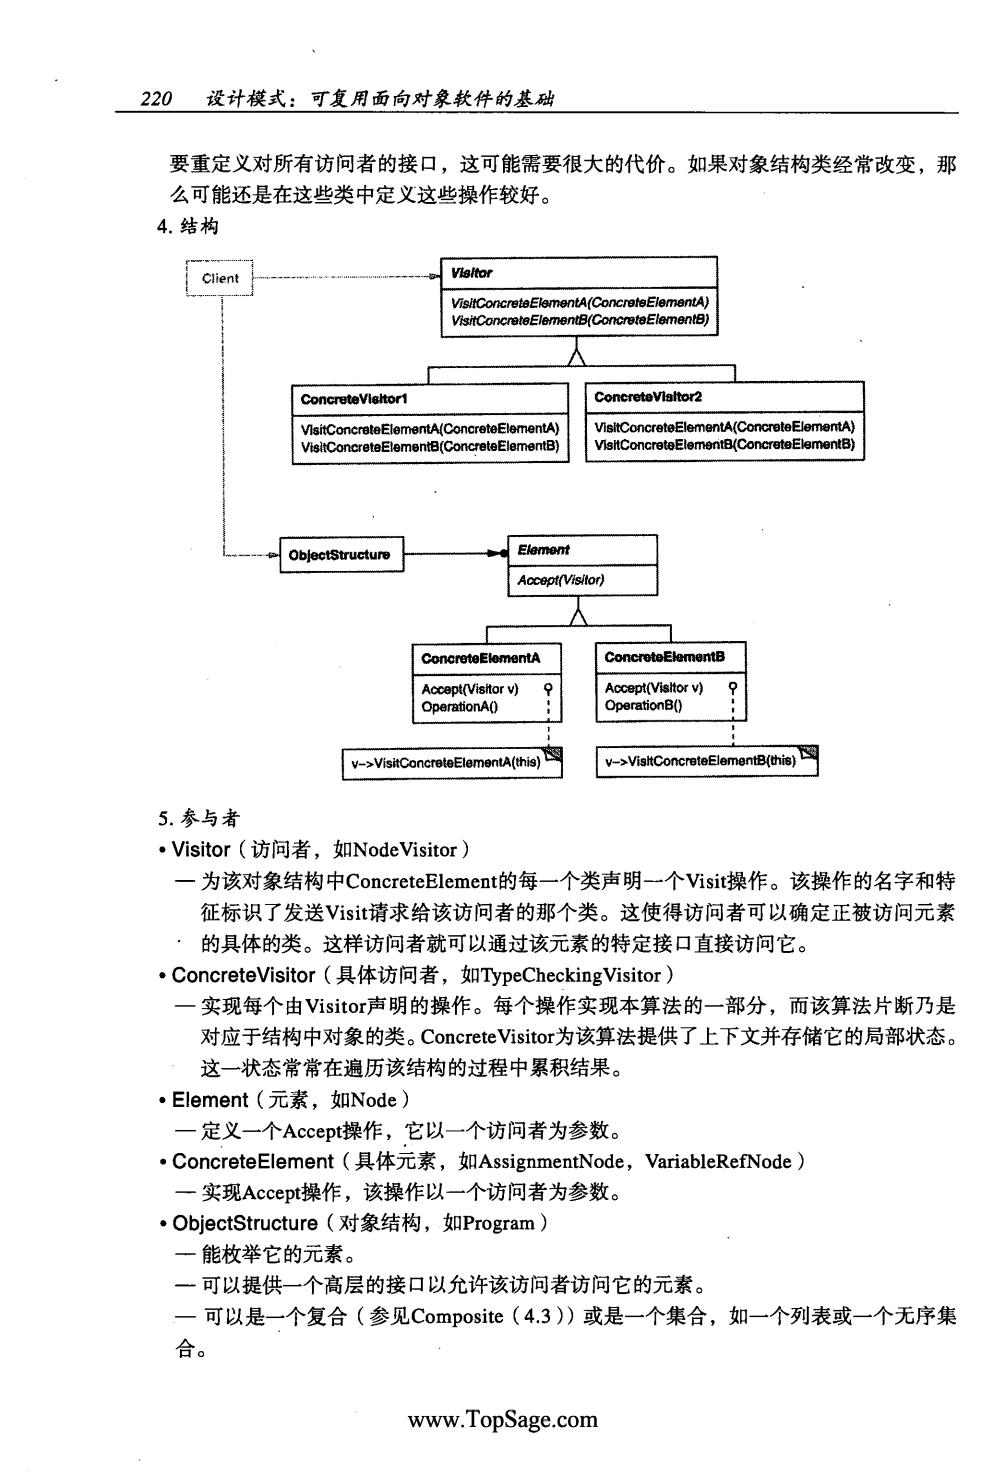 220 设计模式：可复用面向对象软件的基础
要重定义对所有访问者的接口，这可能需要很大的代价。如果对象结构类经常改变，那
么可能还是在这些类中定义这些操作较好。
4. 结构
Client
Visitor
VisitConcreteElementA(ConcreteElementA)
VisitConcreteElementB(ConcreteElementB)
ConcreteVisitor1
VisitConcreteElementA(ConcreteElementA)
VisitConcreteElementB(ConcreteElementB)
ConcreteVisitor2
VisitConcreteElementA(ConcreteElementA)
VisitConcreteElementB(ConcreteElementB)
ObjectStructure
Element
Accept(Visitor)
ConcreteElementA
Accept(Visitor v)
OperationA()
ConcreteElementB
Accept(Visitor v)
OperationB()
v->VisitConcreteElementA(this)
v->VisitConcreteElementB(this)
5. 参与者
• Visitor（访问者，如NodeVisitor）
— 为该对象结构中ConcreteElement的每一个类声明一个Visit操作。该操作的名字和特
征标识了发送Visit请求给该访问者的那个类。这使得访问者可以确定正被访问元素
的具体的类。这样访问者就可以通过该元素的特定接口直接访问它。
• ConcreteVisitor（具体访问者，如TypeCheckingVisitor）
— 实现每个由Visitor声明的操作。每个操作实现本算法的一部分，而该算法片断乃是
对应于结构中对象的类。ConcreteVisitor为该算法提供了上下文并存储它的局部状态。
这一状态常常在遍历该结构的过程中累积结果。
• Element（元素，如Node）
— 定义一个Accept操作，它以一个访问者为参数。
• ConcreteElement（具体元素，如AssignmentNode，VariableRefNode）
— 实现Accept操作，该操作以一个访问者为参数。
• ObjectStructure（对象结构，如Program）
— 能枚举它的元素。
— 可以提供一个高层的接口以允许该访问者访问它的元素。
— 可以是一个复合（参见Composite（4.3））或是一个集合，如一个列表或一个无序集
合。
www.TopSage.com